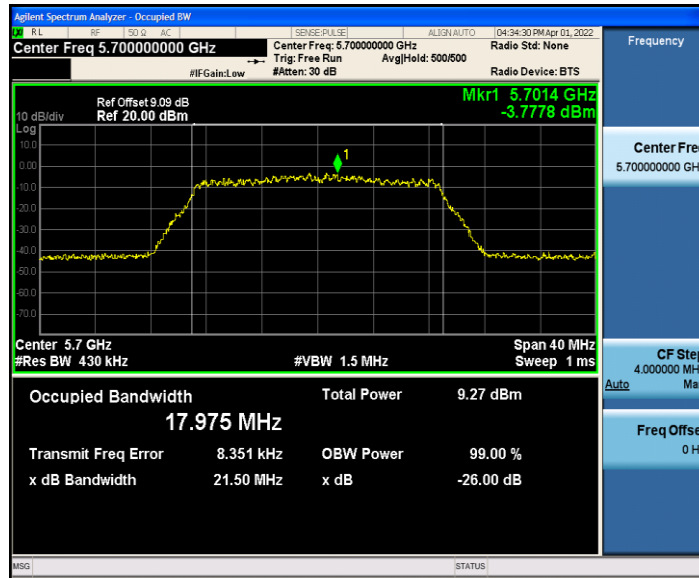 Agilent Spectrum Analyzer - Occupied BW
RL RF 50 Ω AC SENSE:PULSE ALIGN AUTO 04:34:30 PM Apr 01, 2022
Center Freq 5.700000000 GHz
Center Freq: 5.700000000 GHz Radio Std: None
Trig: Free Run Avg|Hold: 500/500
#IFGain:Low #Atten: 30 dB Radio Device: BTS
Frequency
Ref Offset 9.09 dB Mkr1 5.7014 GHz
10 dB/div Ref 20.00 dBm -3.7778 dBm
Log
10.0
0.00
-10.0
-20.0
-30.0
-40.0
-50.0
-60.0
-70.0
1
Center Fre
5.700000000 GH
Center 5.7 GHz Span 40 MHz
#Res BW 430 kHz #VBW 1.5 MHz Sweep 1 ms
CF Ste
4.000000 MH
Auto Ma
Occupied Bandwidth Total Power 9.27 dBm
17.975 MHz
Transmit Freq Error 8.351 kHz OBW Power 99.00 %
x dB Bandwidth 21.50 MHz x dB -26.00 dB
Freq Offse
0 H
MSG STATUS